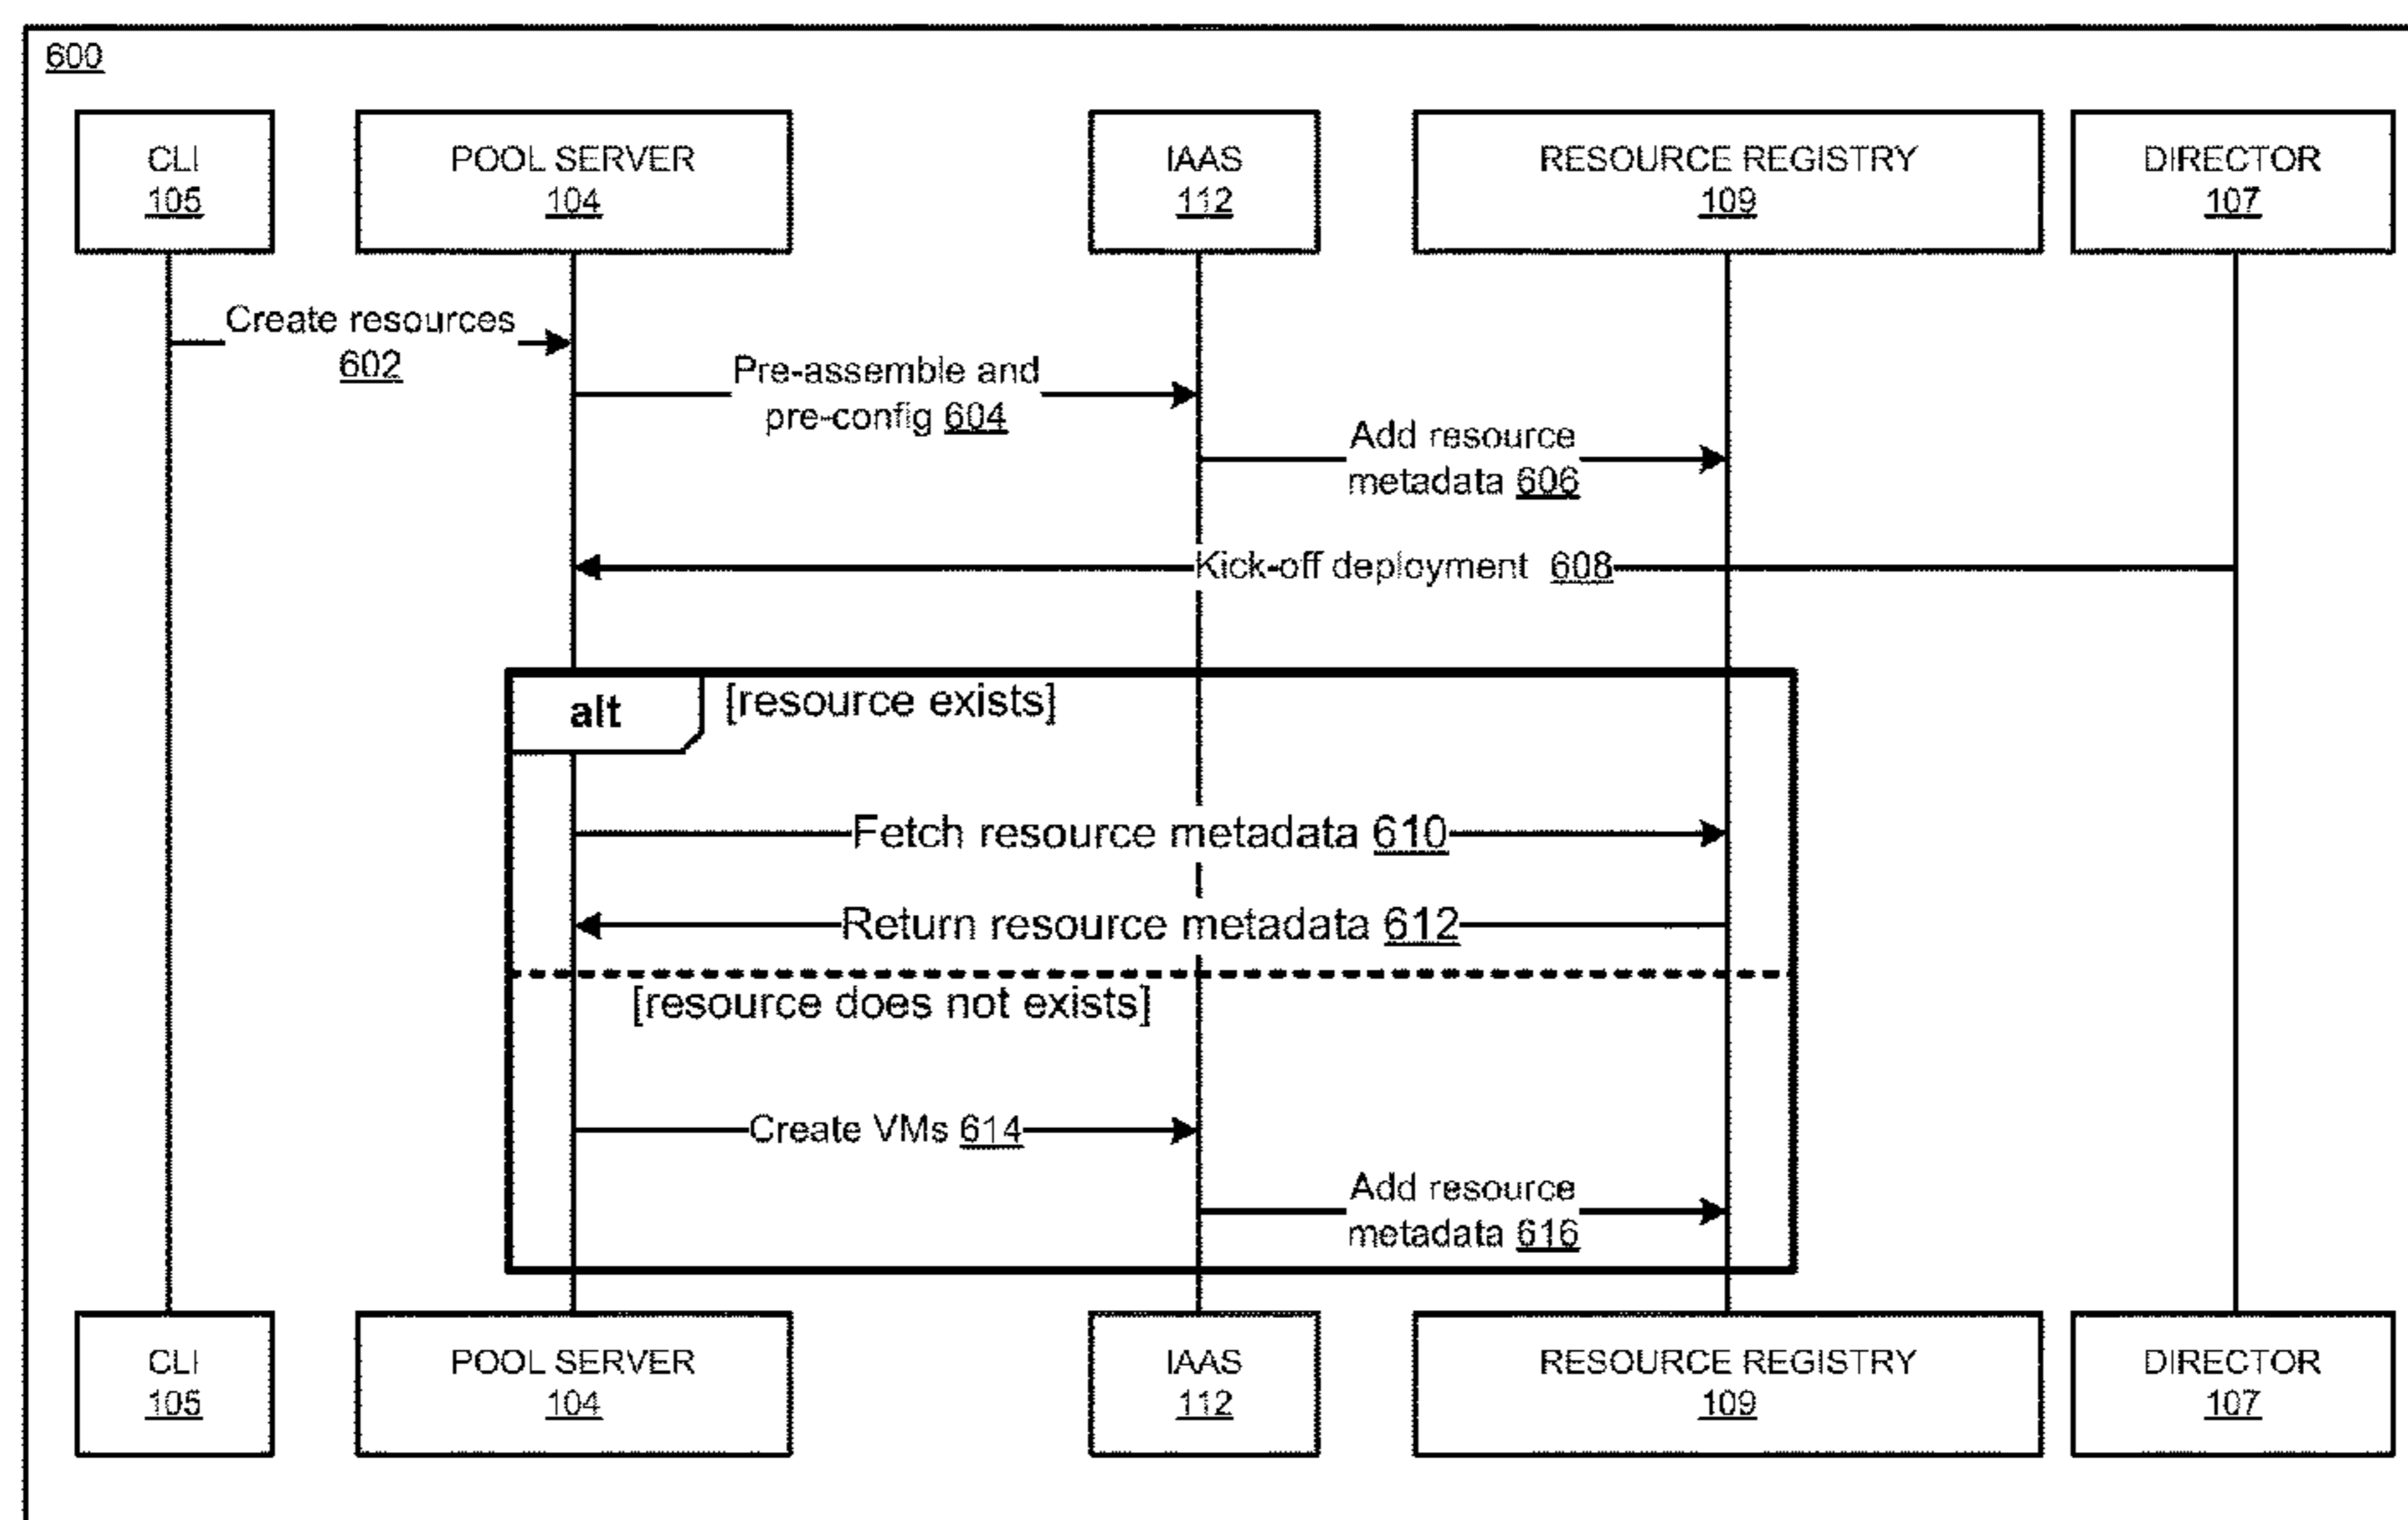 600
CLI
105
POOL SERVER
104
IAAS
112
RESOURCE REGISTRY
109
DIRECTOR
107
Create resources
602
Pre-assemble and
pre-config 604
Add resource
metadata 606
Kick-off deployment 608
alt
[resource exists]
Fetch resource metadata 610
Return resource metadata 612
[resource does not exists]
Create VMs 614
Add resource
metadata 616
CLI
105
POOL SERVER
104
IAAS
112
RESOURCE REGISTRY
109
DIRECTOR
107